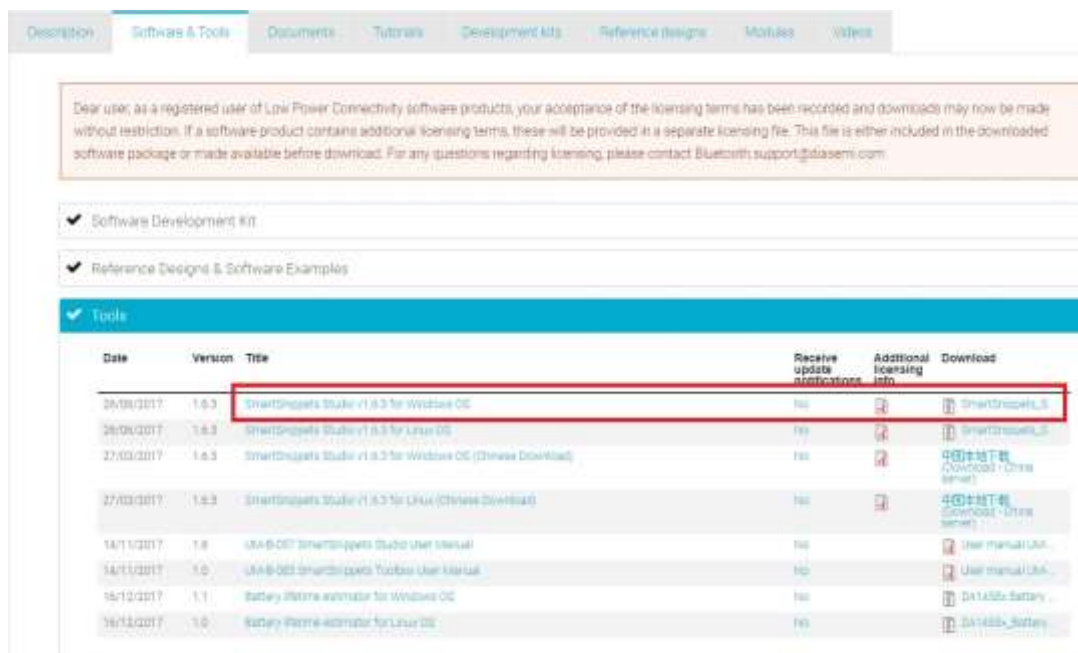 Description Software & Tools Documents Tutorials Development kits Reference designs Modules Videos
Dear user, as a registered user of Low Power Connectivity software products, your acceptance of the licensing terms has been recorded and downloads may now be made
without restriction. If a software product contains additional licensing terms, these will be provided in a separate licensing file. This file is either included in the downloaded
software package or made available before download. For any questions regarding licensing, please contact Bluetooth.support@diasemi.com
Software Development Kit
Reference Designs & Software Examples
Tools
Date Version Title Receive update notifications Additional licensing info Download
1.6.3 SmartSnippets Studio v1.6.3 for Windows OS No SmartSnippets_S...
1.6.3 SmartSnippets Studio v1.6.3 for Linux OS No SmartSnippets_S...
1.6.3 SmartSnippets Studio v1.6.3 for Windows OS (Chinese Download) No 中国本地下载
(Download - China
server)
1.6.3 SmartSnippets Studio v1.6.3 for Linux (Chinese Download) No 中国本地下载
(Download - China
server)
14/11/2017 UM-B-057 SmartSnippets Studio User Manual No User manual UM-...
14/11/2017 1.0 SmartSnippets Toolbox User Manual No User manual UM-...
16/12/2017 1.1 Battery lifetime estimator for Windows OS No DA1458x Battery ...
16/12/2017 1.0 Battery lifetime estimator for Linux OS No DA1458x_Battery...